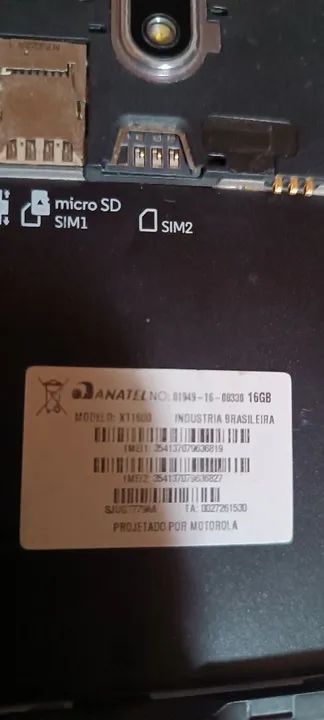 micro SD
SIM1
SIM2
ANATEL NO: 01949-16-00330 16GB
MODELO: XT1600 INDUSTRIA BRASILEIRA
IMEI1: 354137079636819
IMEI2: 354137079636827
TA: 0027261530
PROJETADO POR MOTOROLA